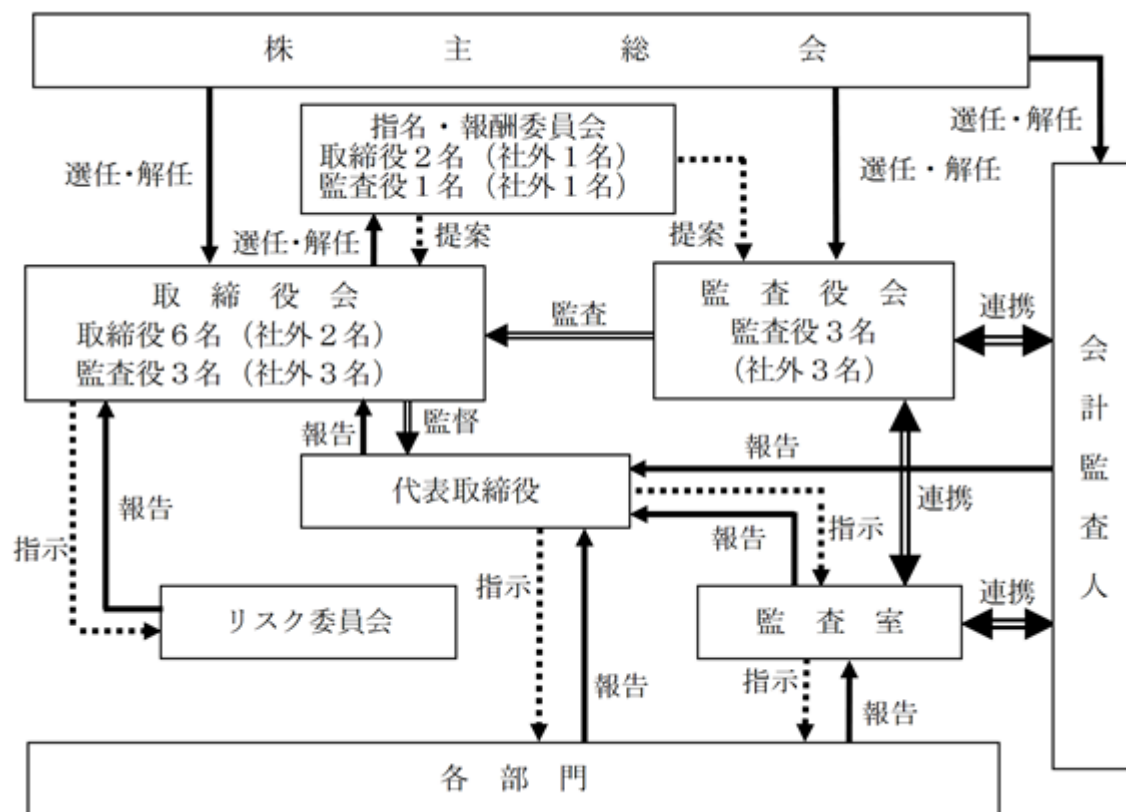 株主総会
選任・解任
指名・報酬委員会
取締役２名（社外１名）
監査役１名（社外１名）
選任・解任
選任・解任
選任・解任
提案
提案
取締役会
取締役６名（社外２名）
監査役３名（社外３名）
監査
監査役会
監査役３名
（社外３名）
連携
会計監査人
報告
監督
代表取締役
報告
連携
報告
指示
報告
指示
指示
リスク委員会
監査室
連携
報告
指示
報告
各部門